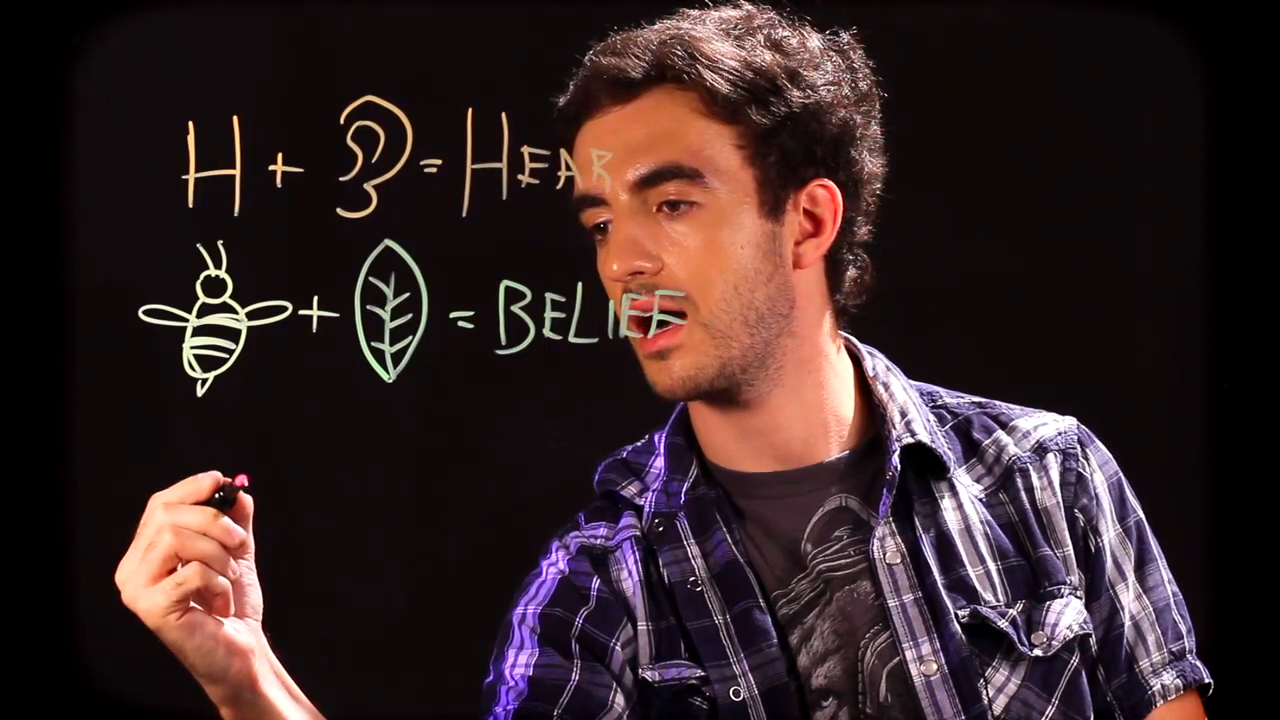 H + = HEAR
+ = BELIEF